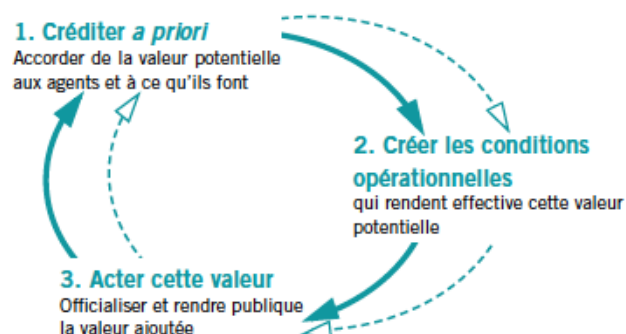 1. Créditer a priori
Accorder de la valeur potentielle
aux agents et à ce qu'ils font
2. Créer les conditions
opérationnelles
qui rendent effective cette valeur
potentielle
3. Acter cette valeur
Officialiser et rendre publique
la valeur ajoutée